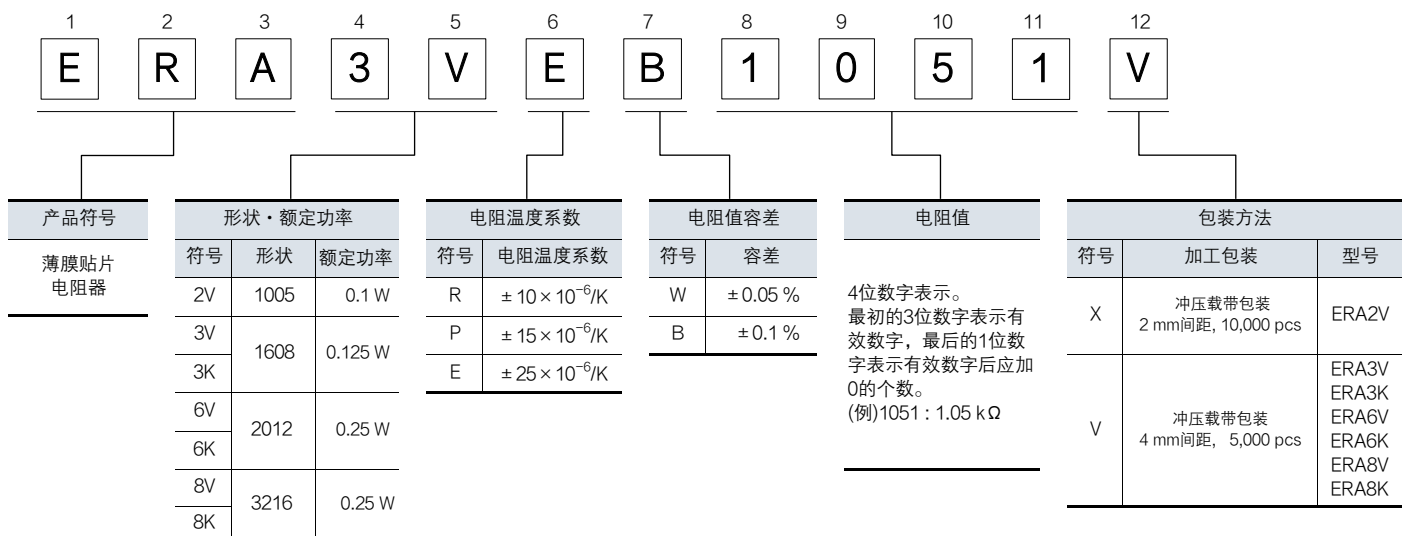 1 2 3 4 5 6 7 8 9 10 11 12
E R A 3 V E B 1 0 5 1 V
产品符号
薄膜贴片
电阻器
形状・额定功率
符号 形状 额定功率
2V 1005 0.1 W
3V
1608 0.125 W
3K
6V
2012 0.25 W
6K
8V
3216 0.25 W
8K
电阻温度系数
符号 电阻温度系数
R ±10×10⁻⁶/K
P ±15×10⁻⁶/K
E ±25×10⁻⁶/K
电阻值容差
符号 容差
W ±0.05 %
B ±0.1 %
电阻值
4位数字表示。
最初的3位数字表示有
效数字，最后的1位数
字表示有效数字后应加
0的个数。
(例)1051 : 1.05 kΩ
包装方法
符号 加工包装 型号
X 冲压载带包装 ERA2V
2 mm间距, 10,000 pcs
V 冲压载带包装
4 mm间距, 5,000 pcs
ERA3V
ERA3K
ERA6V
ERA6K
ERA8V
ERA8K